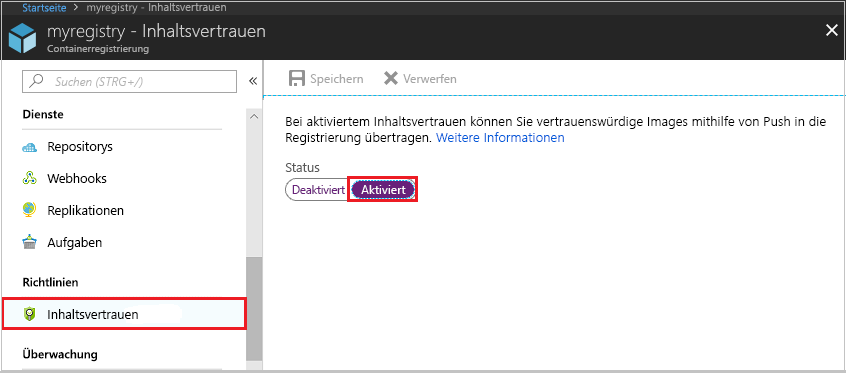 Startseite > myregistry - Inhaltsvertrauen
myregistry - Inhaltsvertrauen
Containerregistrierung
Suchen (STRG+/)
Dienste
Repositorys
Webhooks
Replikationen
Aufgaben
Richtlinien
Inhaltsvertrauen
Überwachung
Speichern
Verwerfen
Bei aktiviertem Inhaltsvertrauen können Sie vertrauenswürdige Images mithilfe von Push in die
Registrierung übertragen. Weitere Informationen
Status
Deaktiviert Aktiviert